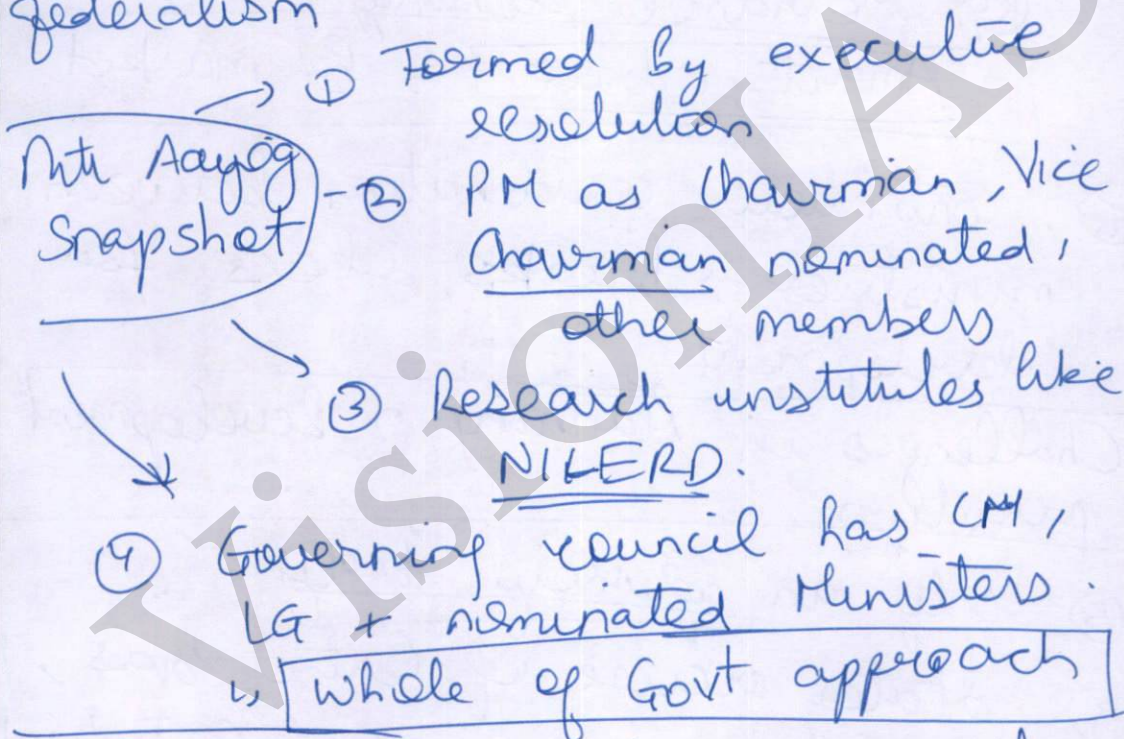 federalism
① Formed by executive
resolution
Niti Aayog
Snapshot
② PM as Chairman, Vice
Chairman nominated,
other members
③ Research institutes like
NILERD.
④ Governing council has CM,
LG + nominated Ministers.
↳ Whole of Govt approach
VisionIAS